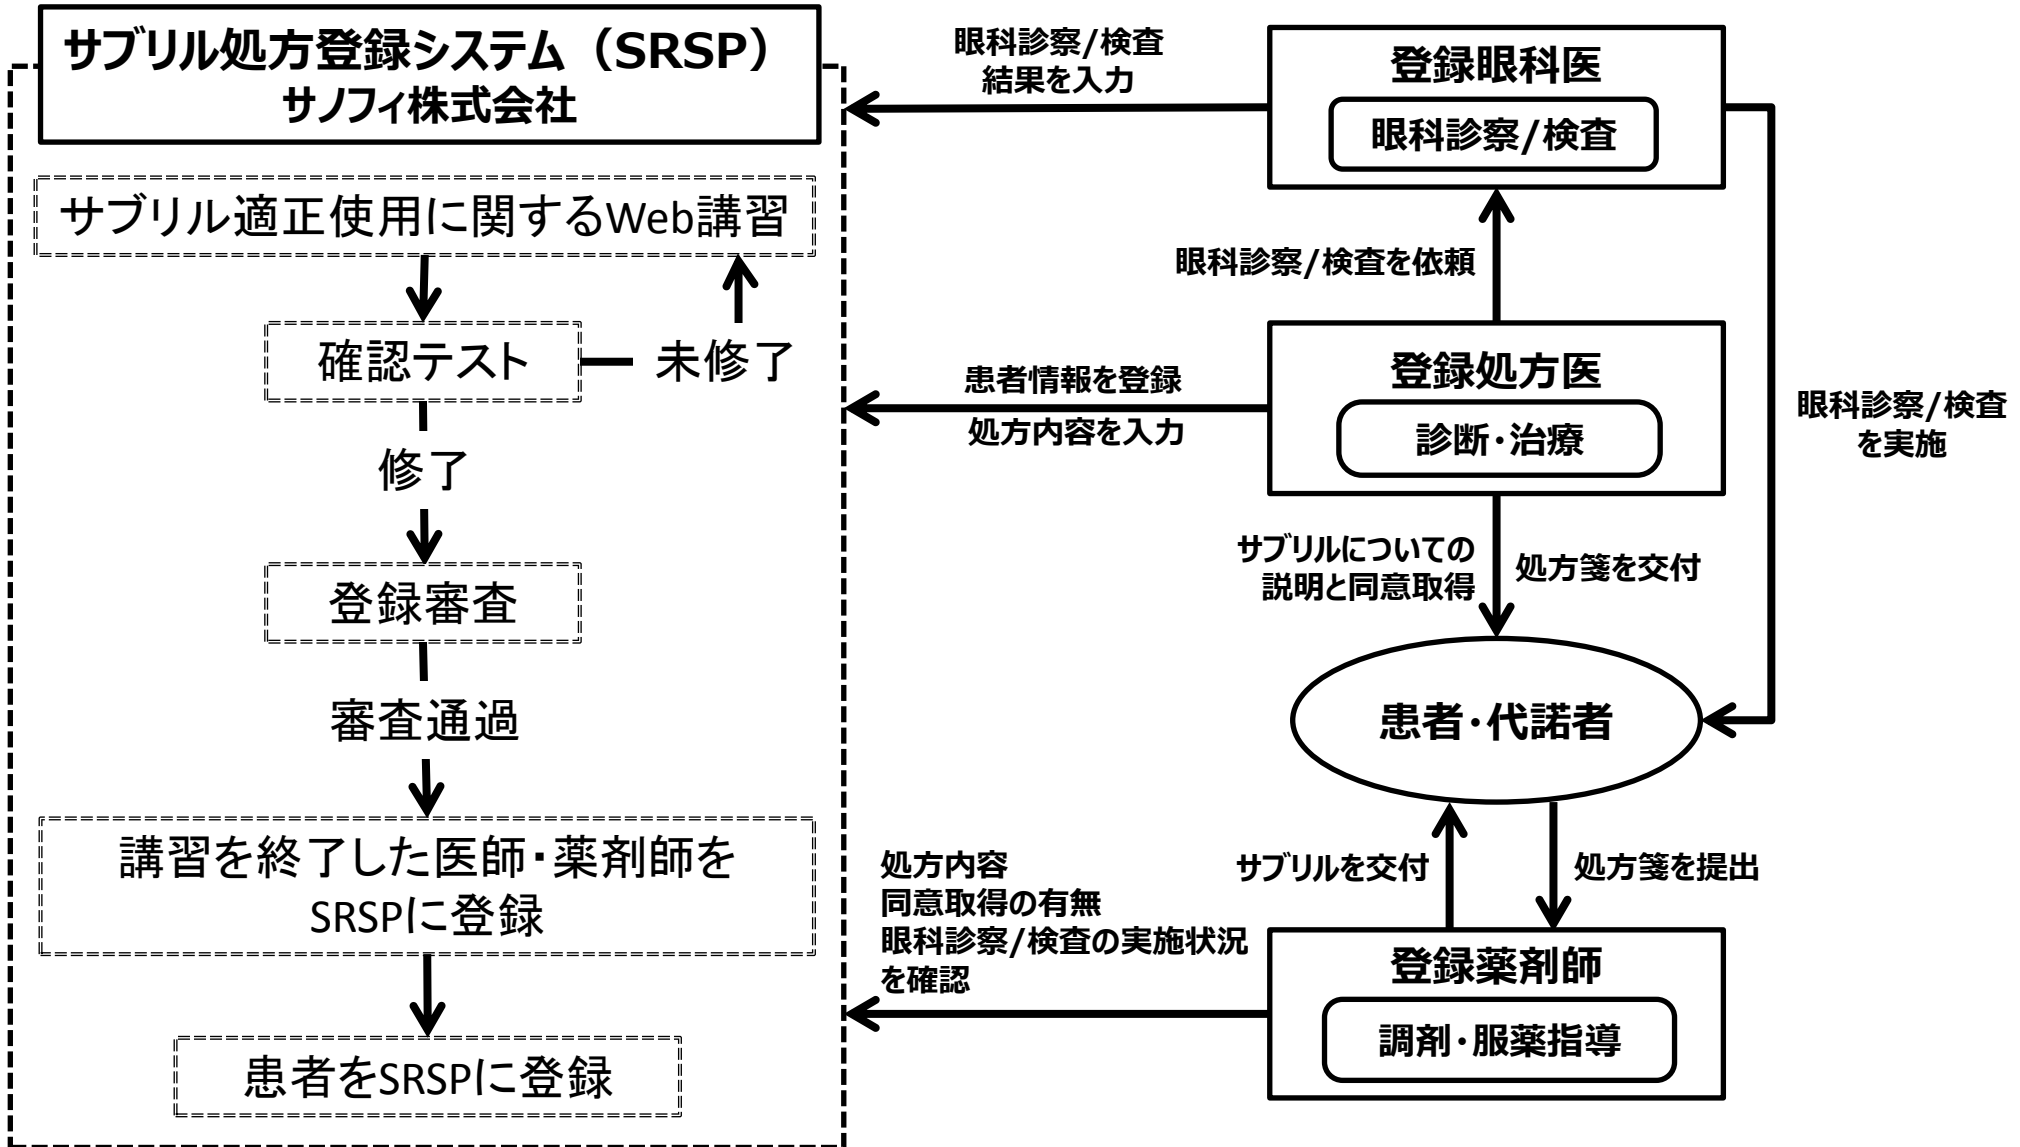 サブリル処方登録システム（SRSP）
サノフィ株式会社
サブリル適正使用に関するWeb講習
確認テスト
未修了
修了
登録審査
審査通過
講習を終了した医師・薬剤師を
SRSPに登録
患者をSRSPに登録
眼科診察/検査
結果を入力
登録眼科医
眼科診察/検査
眼科診察/検査を依頼
患者情報を登録
処方内容を入力
登録処方医
診断・治療
眼科診察/検査
を実施
サブリルについての
説明と同意取得
処方箋を交付
患者・代諾者
サブリルを交付
処方箋を提出
処方内容
同意取得の有無
眼科診察/検査の実施状況
を確認
登録薬剤師
調剤・服薬指導